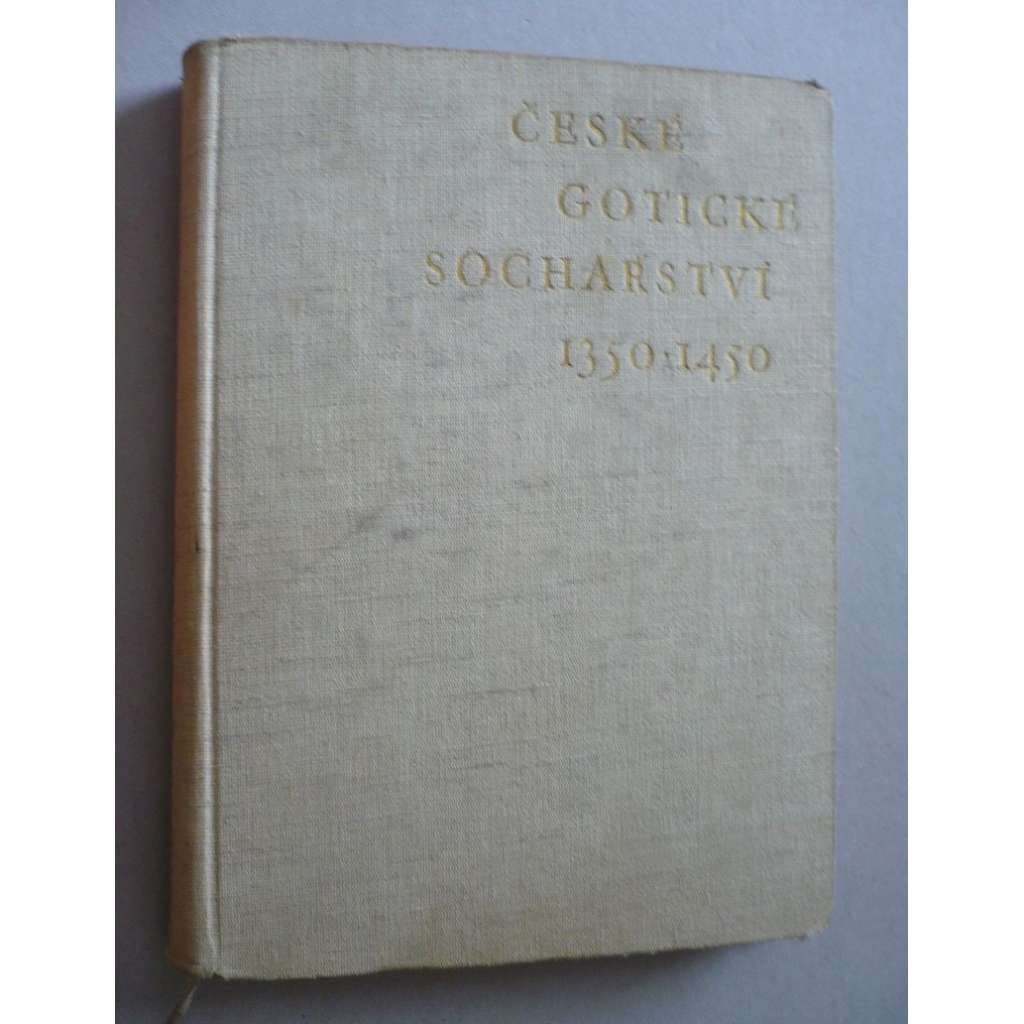 ČESKÉ
GOTICKÉ
SOCHAŘSTVÍ
1350·1450